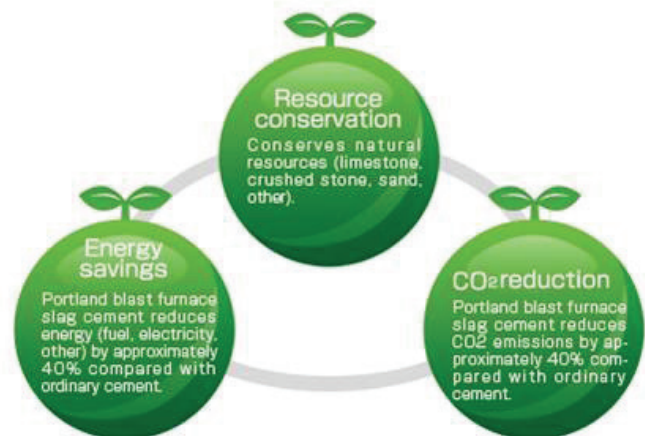 Resource
conservation
Conserves natural
resources (limestone,
crushed stone, sand,
other).
Energy
savings
Portland blast furnace
slag cement reduces
energy (fuel, electricity,
other) by approximately
40% compared with
ordinary cement.
CO2 reduction
Portland blast furnace
slag cement reduces
CO2 emissions by ap-
proximately 40% com-
pared with ordinary
cement.